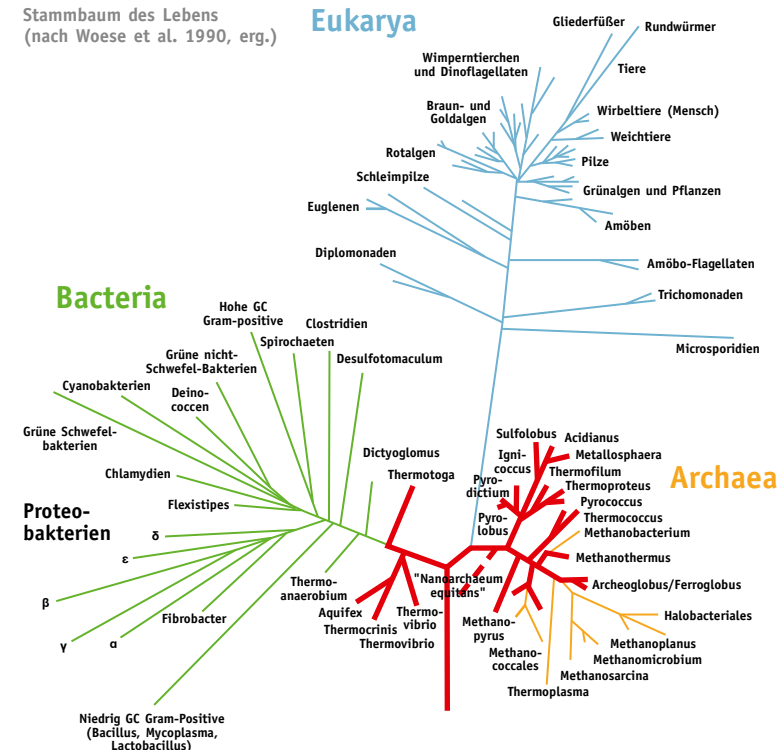 Stammbaum des Lebens
(nach Woese et al. 1990, erg.)
Eukarya
Gliederfüßer
Rundwürmer
Tiere
Wimperntierchen
und Dinoflagellaten
Braun- und
Goldalgen
Wirbeltiere (Mensch)
Weichtiere
Rotalgen
Pilze
Schleimpilze
Grünalgen und Pflanzen
Euglenen
Amöben
Diplomonaden
Amöbo-Flagellaten
Trichomonaden
Microsporidien
Bacteria
Hohe GC
Gram-positive
Clostridien
Spirochaeten
Desulfotomaculum
Grüne nicht-
Schwefel-Bakterien
Cyanobakterien
Deino-
coccen
Grüne Schwefel-
bakterien
Chlamydien
Flexistipes
Dictyoglomus
Thermotoga
Proteo-
bakterien
δ
ε
β
γ
α
Fibrobacter
Thermo-
anaerobium
Aquifex
Thermocrinis
Thermo-
vibrio
Thermovibrio
Niedrig GC Gram-Positive
(Bacillus, Mycoplasma,
Lactobacillus)
Archaea
Sulfolobus
Acidianus
Igni-
coccus
Metallosphaera
Thermofilum
Pyro-
dictium
Thermoproteus
Pyrococcus
Pyro-
lobus
Thermococcus
Methanobacterium
Methanothermus
"Nanoarchaeum
equitans"
Archeoglobus/Ferroglobus
Methano-
pyrus
Halobacteriales
Methano-
coccales
Methanoplanus
Methanomicrobium
Methanosarcina
Thermoplasma